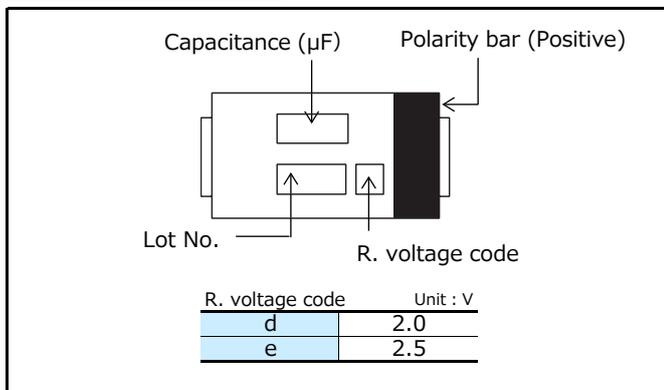 Capacitance (µF)
Polarity bar (Positive)
Lot No.
R. voltage code
R. voltage code Unit : V
d 2.0
e 2.5